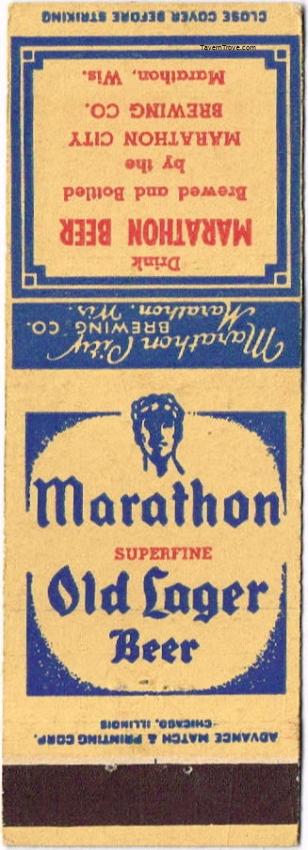 CLOSE COVER BEFORE STRIKING
TavernTrove.com
Drink
MARATHON BEER
Brewed and Bottled
by the
MARATHON CITY
BREWING CO.
Marathon, Wis.
Marathon City
BREWING CO.
Marathon, Wis.
Marathon
SUPERFINE
Old Lager
Beer
ADVANCE MATCH & PRINTING CORP.
-CHICAGO, ILLINOIS